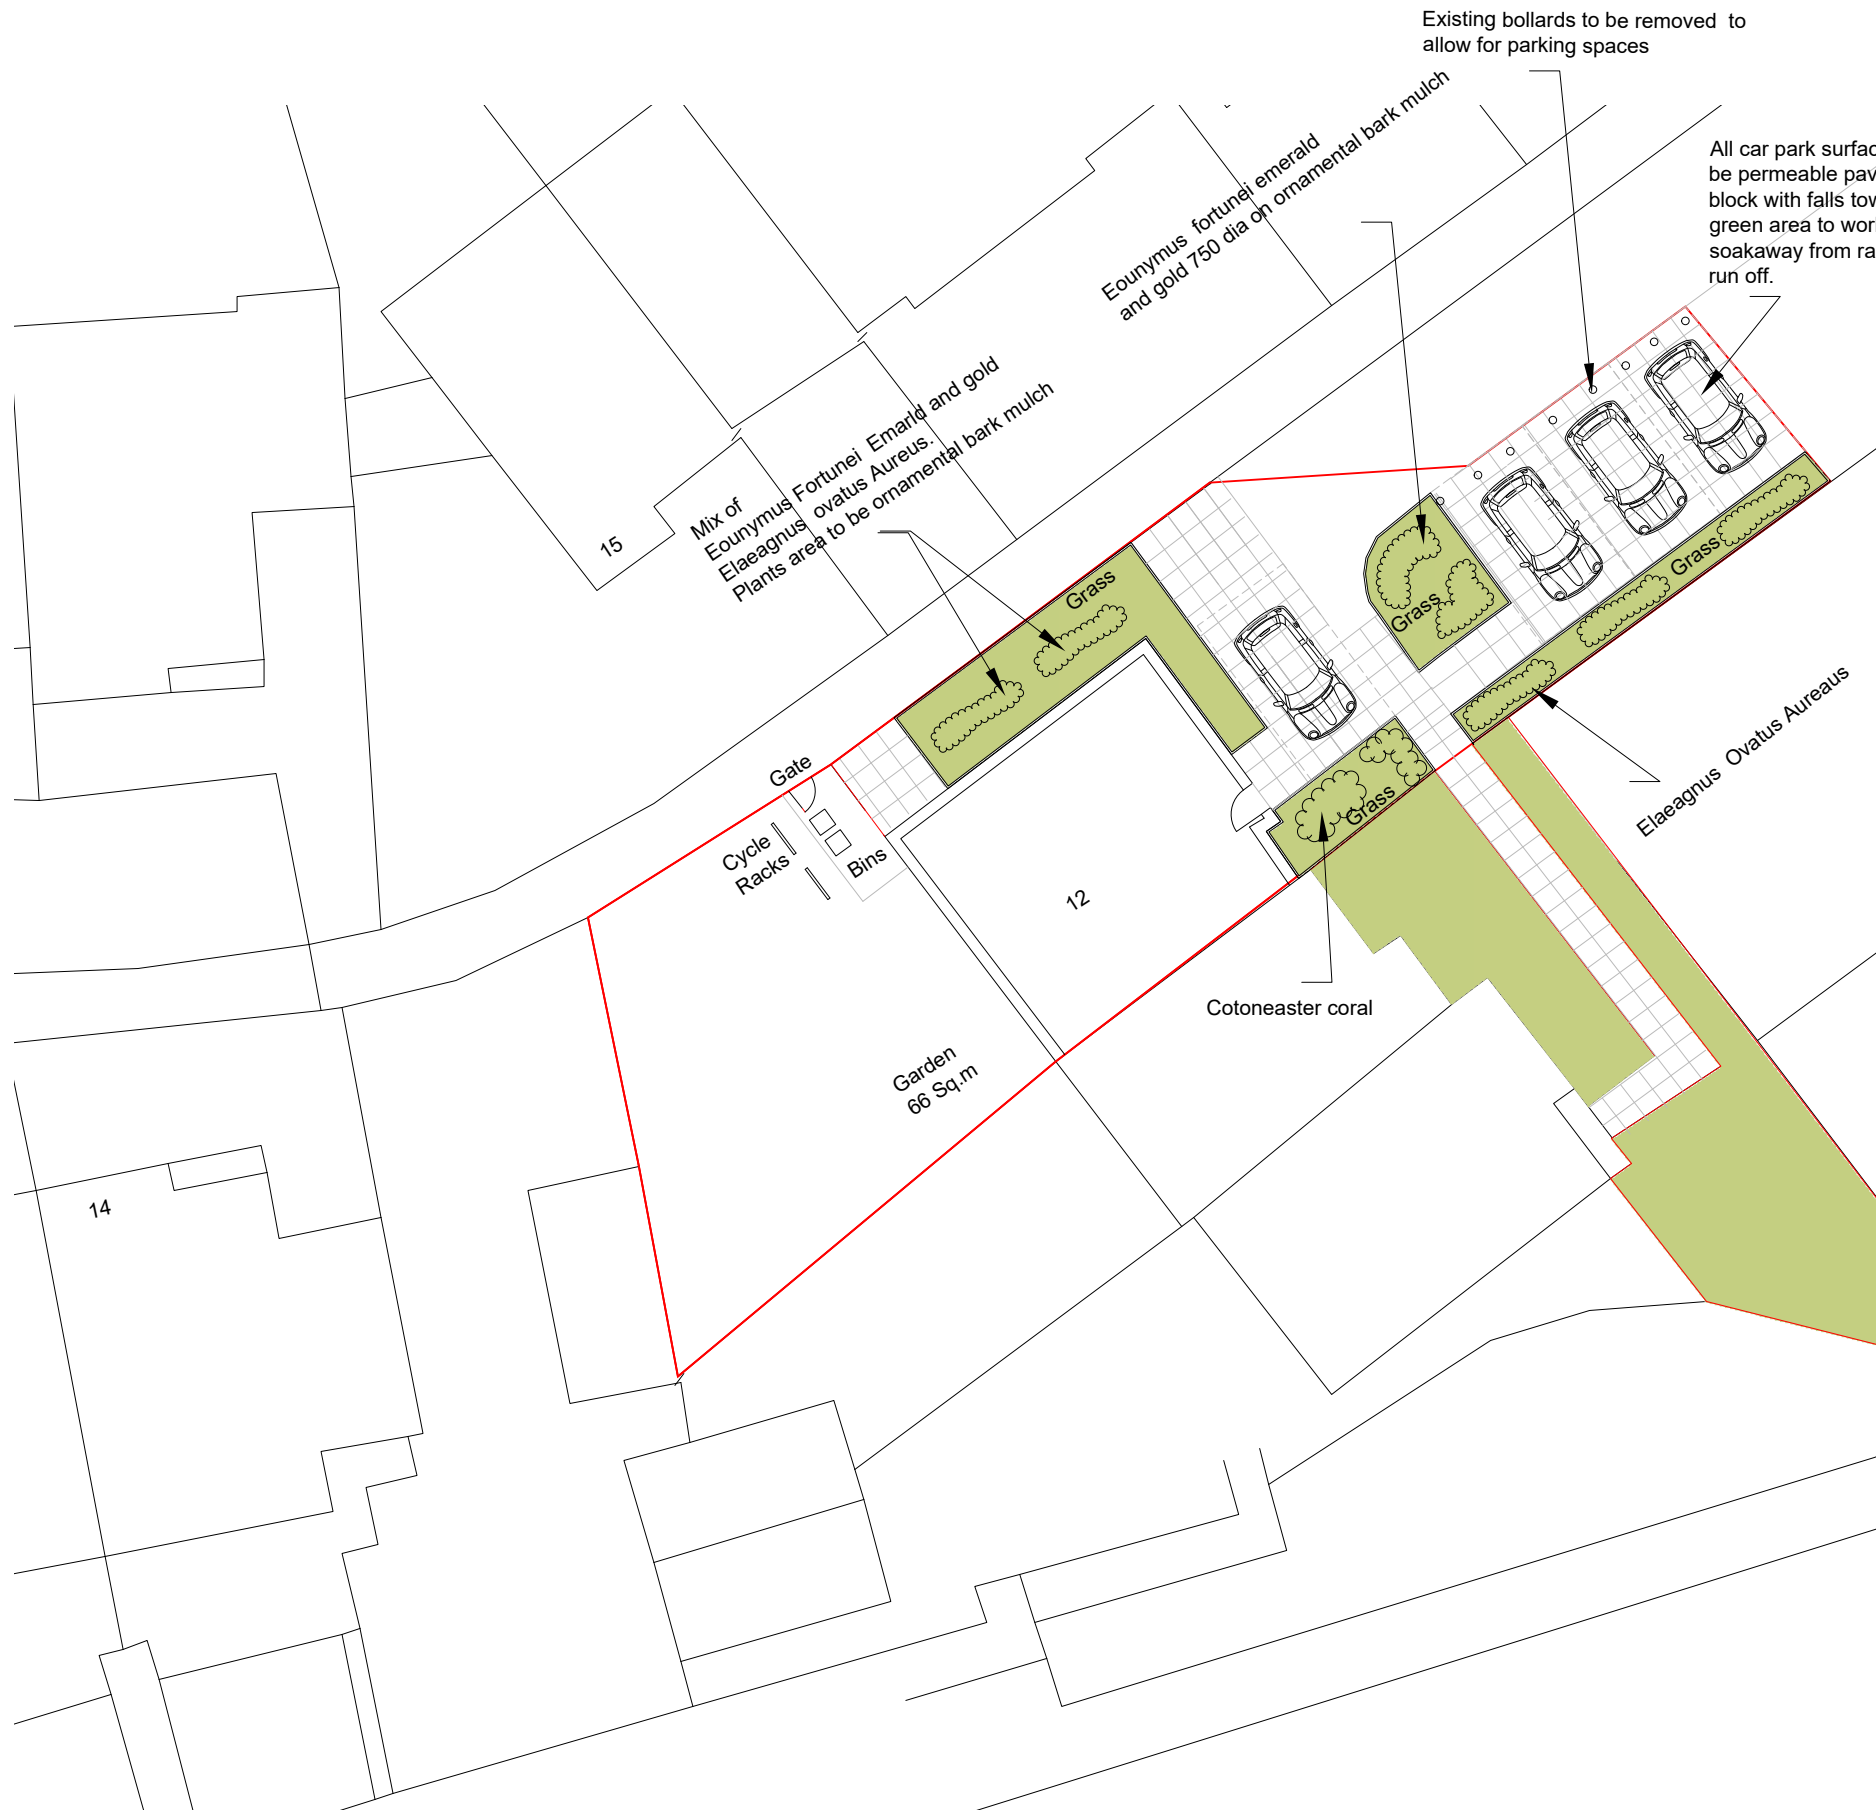 Existing bollards to be removed to
allow for parking spaces
All car park surfac
be permeable pav
block with falls tow
green area to wor
soakaway from ra
run off.
Eounymus fortunei emerald
and gold 750 dia on ornamental bark mulch
Mix of
Eounymus Fortunei Emarld and gold
Elaeagnus ovatus Aureus.
Plants area to be ornamental bark mulch
15
Grass
Grass
Grass
Grass
Elaeagnus Ovatus Aureaus
Gate
Cycle
Racks
Bins
12
Cotoneaster coral
Garden
66 Sq.m
14